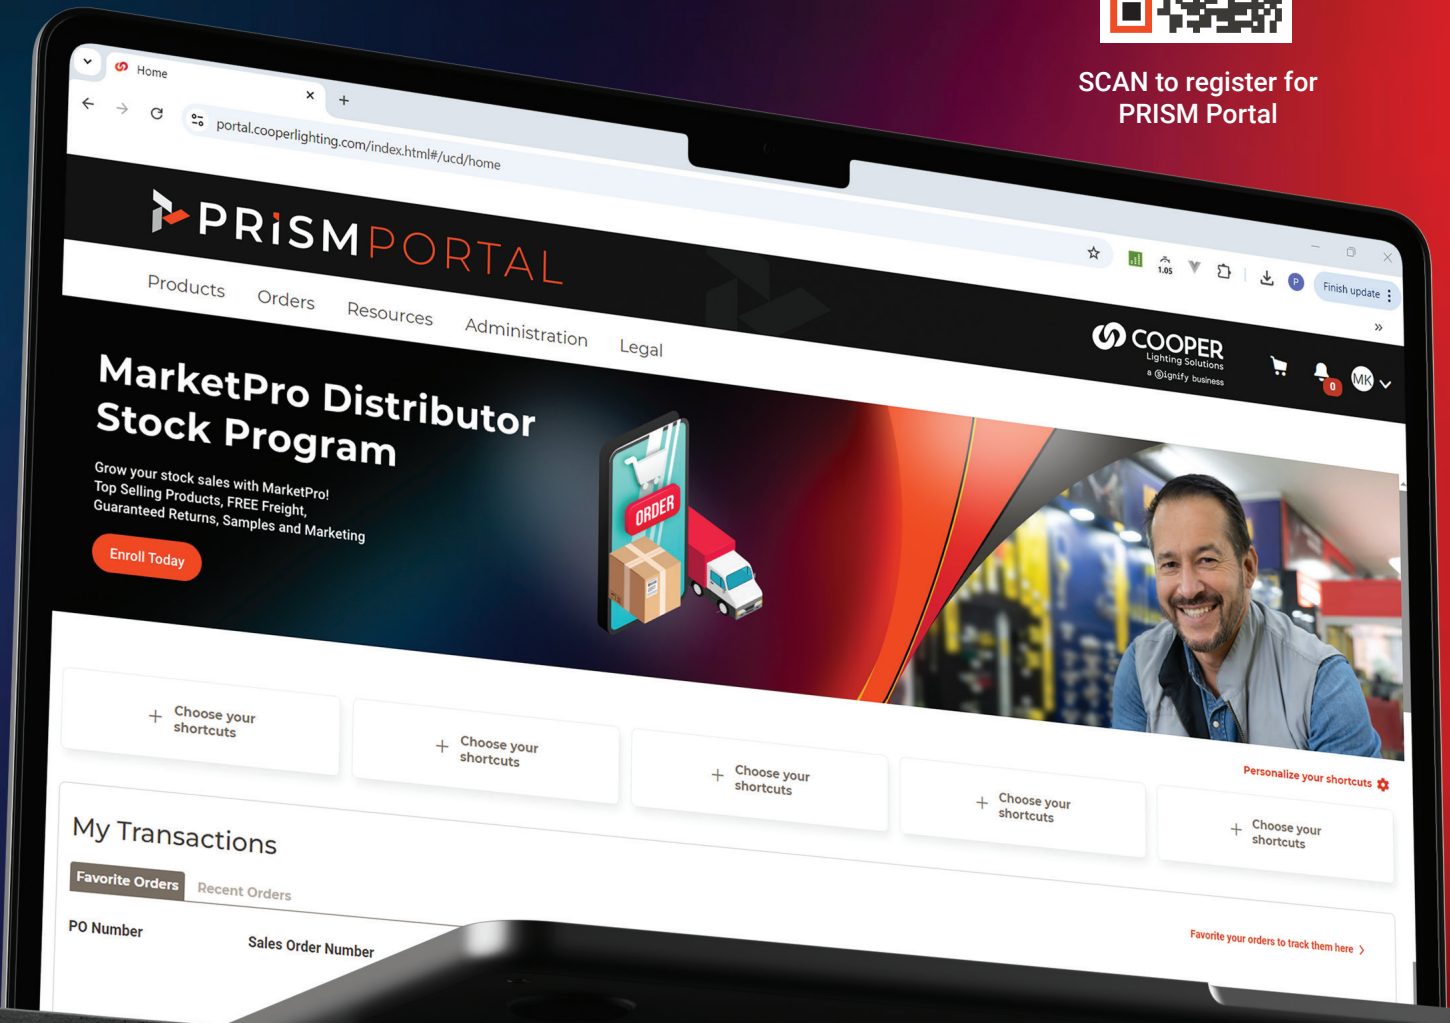 SCAN to register for
PRISM Portal
Home
portal.cooperlighting.com/index.html#/ucd/home
1.05
P
Finish update
PRiSMPORTAL
COOPER
Lighting Solutions
a Signify business
0
MK
Products Orders Resources Administration Legal
MarketPro Distributor
Stock Program
Grow your stock sales with MarketPro!
Top Selling Products, FREE Freight,
Guaranteed Returns, Samples and Marketing
Enroll Today
ORDER
Personalize your shortcuts
Choose your
shortcuts
Choose your
shortcuts
Choose your
shortcuts
Choose your
shortcuts
Choose your
shortcuts
My Transactions
Favorite Orders Recent Orders
Favorite your orders to track them here >
PO Number Sales Order Number